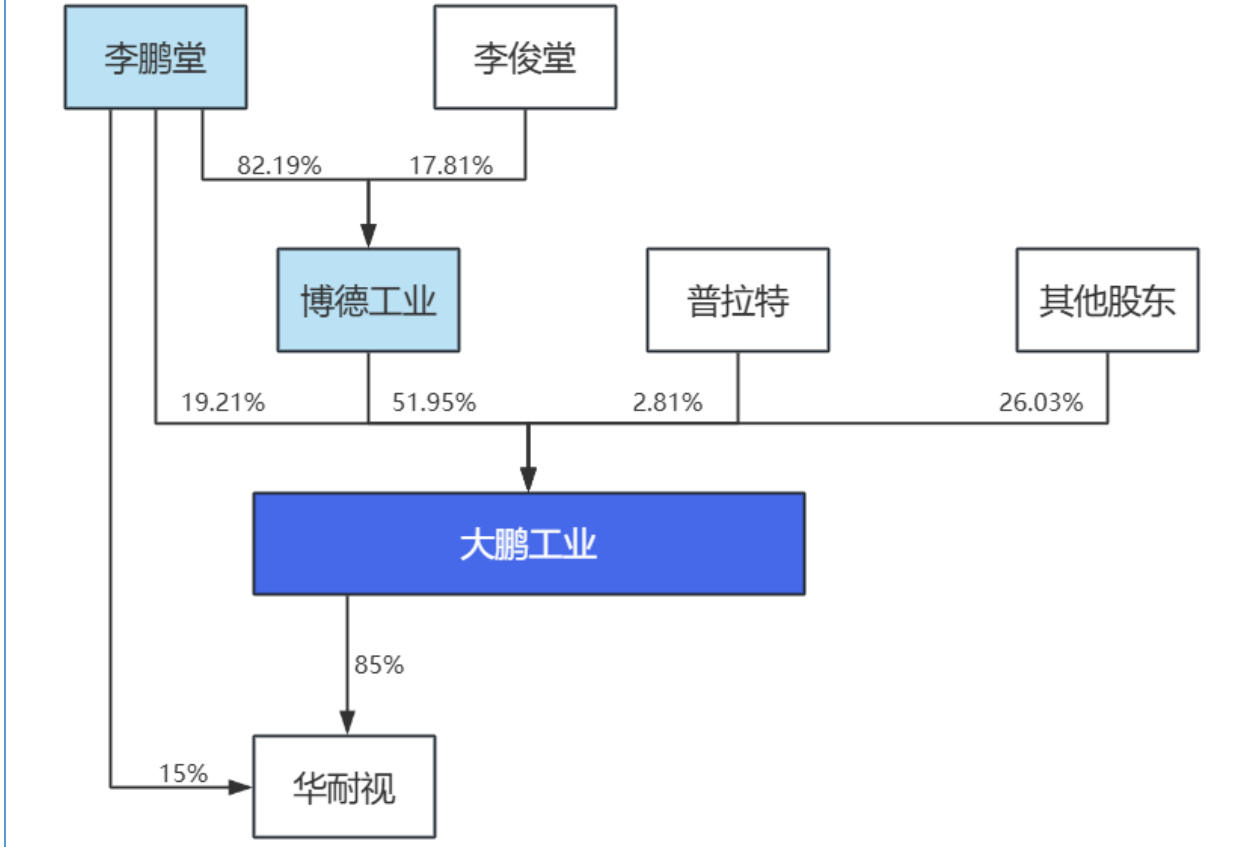 李鹏堂
李俊堂
82.19%
17.81%
博德工业
普拉特
其他股东
19.21%
51.95%
2.81%
26.03%
大鹏工业
85%
15%
华耐视